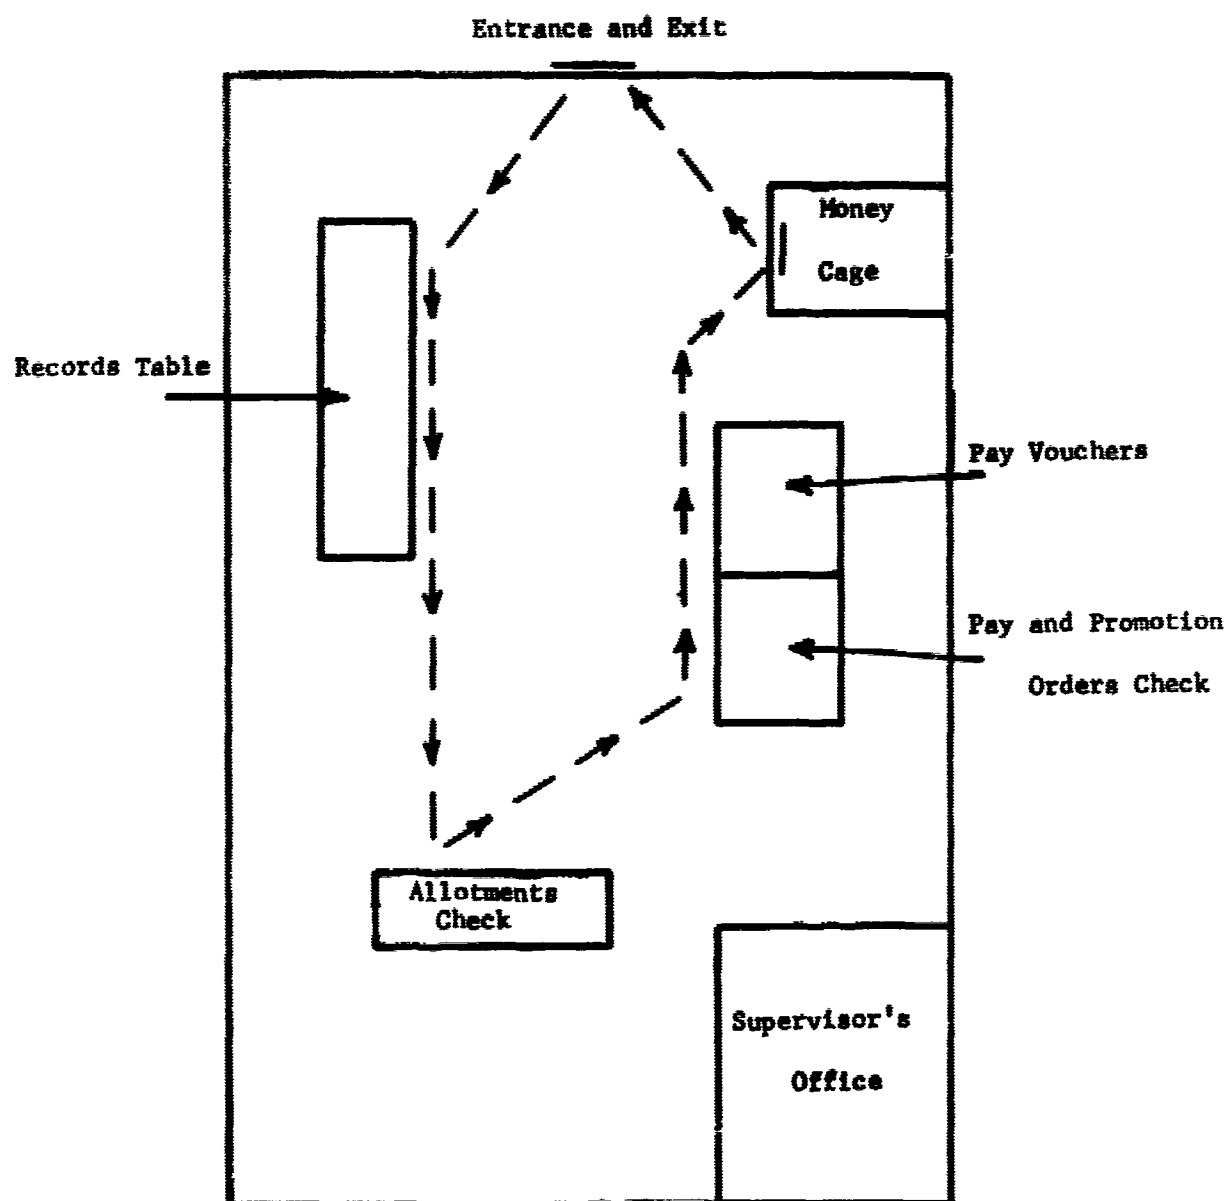 Entrance and Exit
Money
Cage
Records Table
Pay Vouchers
Pay and Promotion
Orders Check
Allotments
Check
Supervisor's
Office